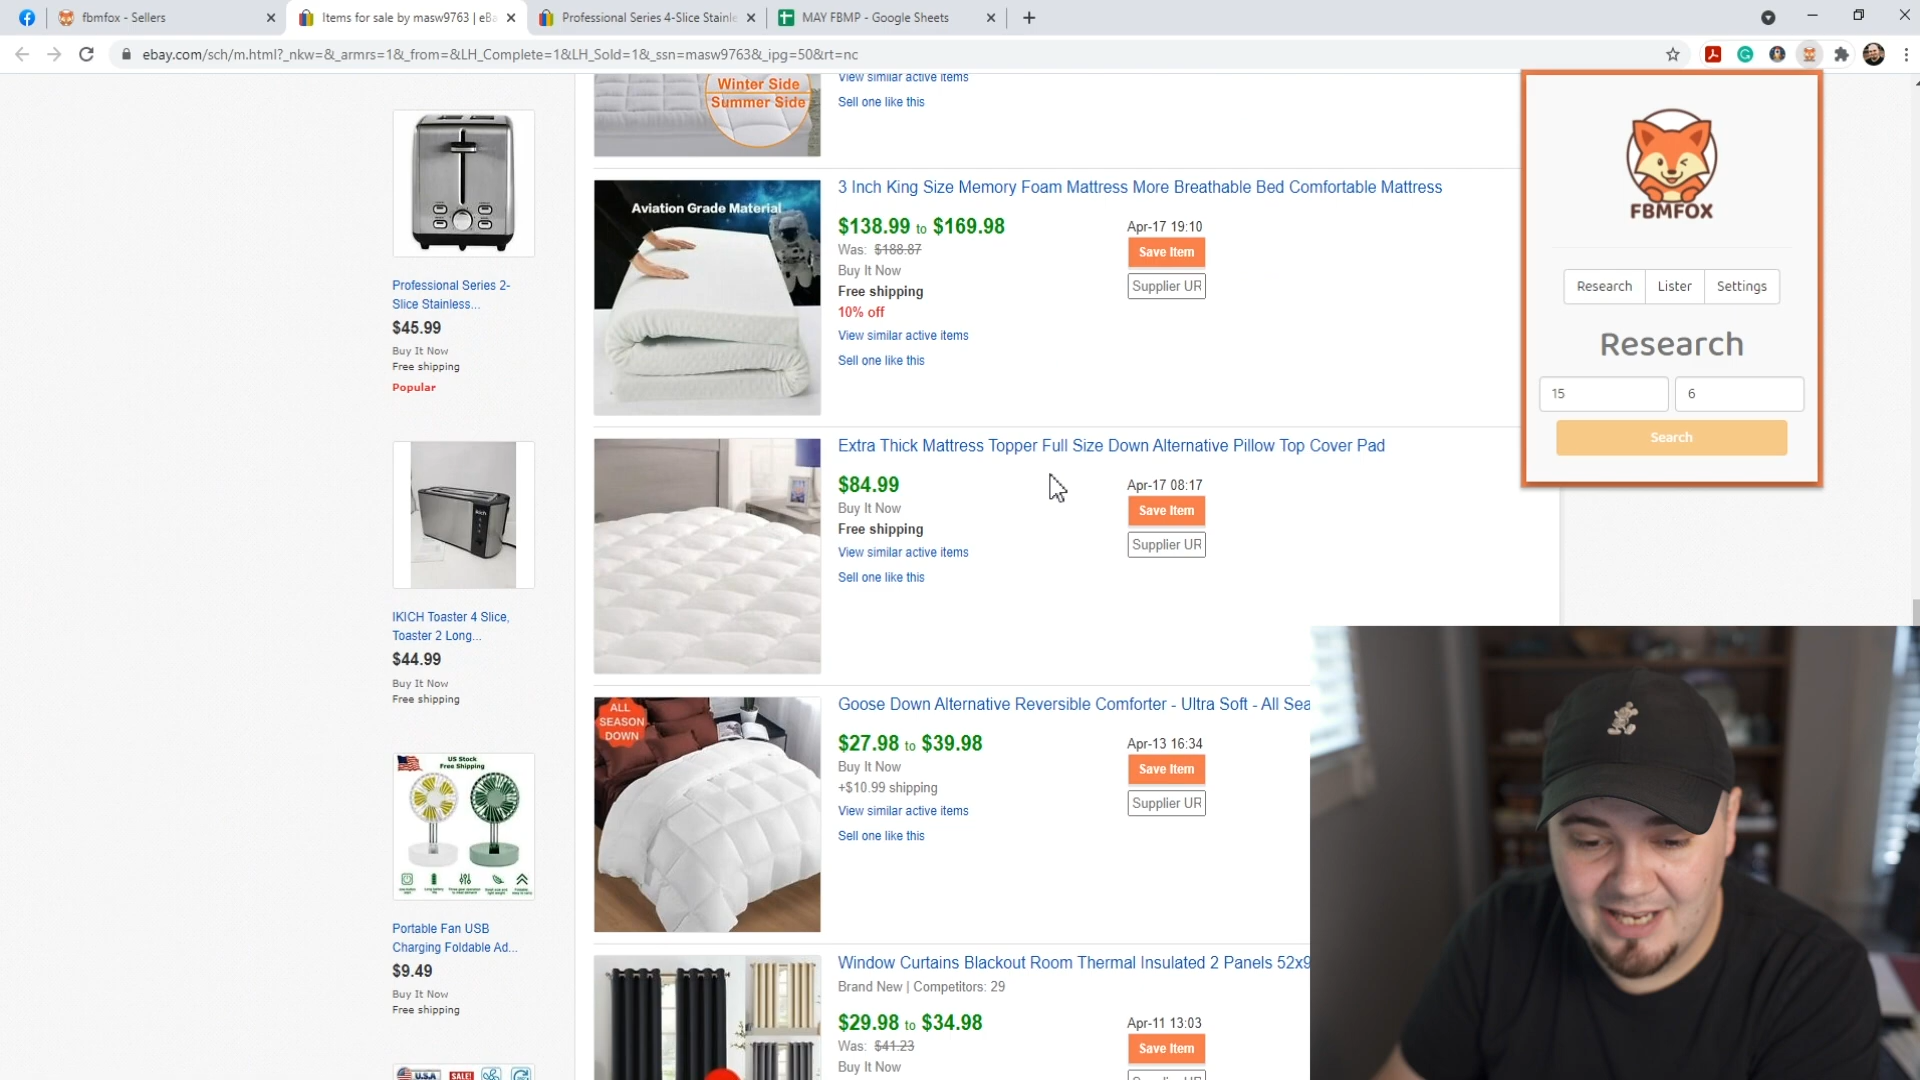 fbmfox - Sellers
Items for sale by masw9763 | eBa
Professional Series 4-Slice Stainle
MAY FBMP - Google Sheets
ebay.com/sch/m.html?_nkw=&_armrs=1&_from=&LH_Complete=1&LH_Sold=1&_ssn=masw9763&_ipg=50&rt=nc
Professional Series 2-
Slice Stainless...
$45.99
Buy It Now
Free shipping
Popular
IKICH Toaster 4 Slice,
Toaster 2 Long...
$44.99
Buy It Now
Free shipping
US Stock
Free Shipping
Portable Fan USB
Charging Foldable Ad...
$9.49
Buy It Now
Free shipping
U.S.A
SALE!
Winter Side
Summer Side
View similar active items
Sell one like this
Aviation Grade Material
3 Inch King Size Memory Foam Mattress More Breathable Bed Comfortable Mattress
$138.99 to $169.98
Was: $188.87
Buy It Now
Free shipping
10% off
View similar active items
Sell one like this
Apr-17 19:10
Save Item
Supplier UR
Extra Thick Mattress Topper Full Size Down Alternative Pillow Top Cover Pad
$84.99
Buy It Now
Free shipping
View similar active items
Sell one like this
Apr-17 08:17
Save Item
Supplier UR
ALL
SEASON
DOWN
Goose Down Alternative Reversible Comforter - Ultra Soft - All Sea
$27.98 to $39.98
Buy It Now
+$10.99 shipping
View similar active items
Sell one like this
Apr-13 16:34
Save Item
Supplier UR
Window Curtains Blackout Room Thermal Insulated 2 Panels 52x9
Brand New | Competitors: 29
$29.98 to $34.98
Was: $41.23
Buy It Now
Apr-11 13:03
Save Item
Supplier UR
FBMFOX
Research
Lister
Settings
Research
15
6
Search